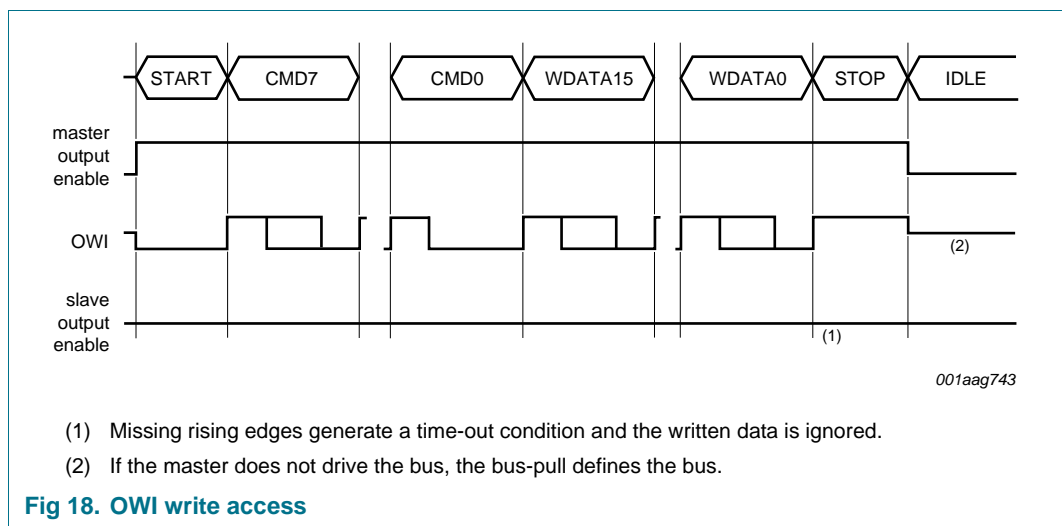 START CMD7 CMD0 WDATA15 WDATA0 STOP IDLE
master
output
enable
OWI
(2)
slave
output
enable
(1)
001aag743
(1) Missing rising edges generate a time-out condition and the written data is ignored.
(2) If the master does not drive the bus, the bus-pull defines the bus.
Fig 18. OWI write access